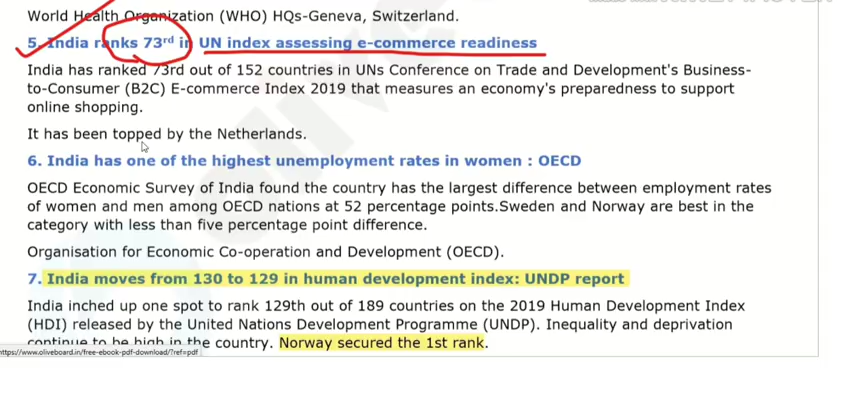 World Health Organization (WHO) HQs-Geneva, Switzerland.
5. India ranks 73rd in UN index assessing e-commerce readiness
India has ranked 73rd out of 152 countries in UNs Conference on Trade and Development's Business-
to-Consumer (B2C) E-commerce Index 2019 that measures an economy's preparedness to support
online shopping.
It has been topped by the Netherlands.
6. India has one of the highest unemployment rates in women : OECD
OECD Economic Survey of India found the country has the largest difference between employment rates
of women and men among OECD nations at 52 percentage points.Sweden and Norway are best in the
category with less than five percentage point difference.
Organisation for Economic Co-operation and Development (OECD).
7. India moves from 130 to 129 in human development index: UNDP report
India inched up one spot to rank 129th out of 189 countries on the 2019 Human Development Index
(HDI) released by the United Nations Development Programme (UNDP). Inequality and deprivation
continue to be high in the country. Norway secured the 1st rank.
https://www.oliveboard.in/free-ebook-pdf-download/?ref=pdf